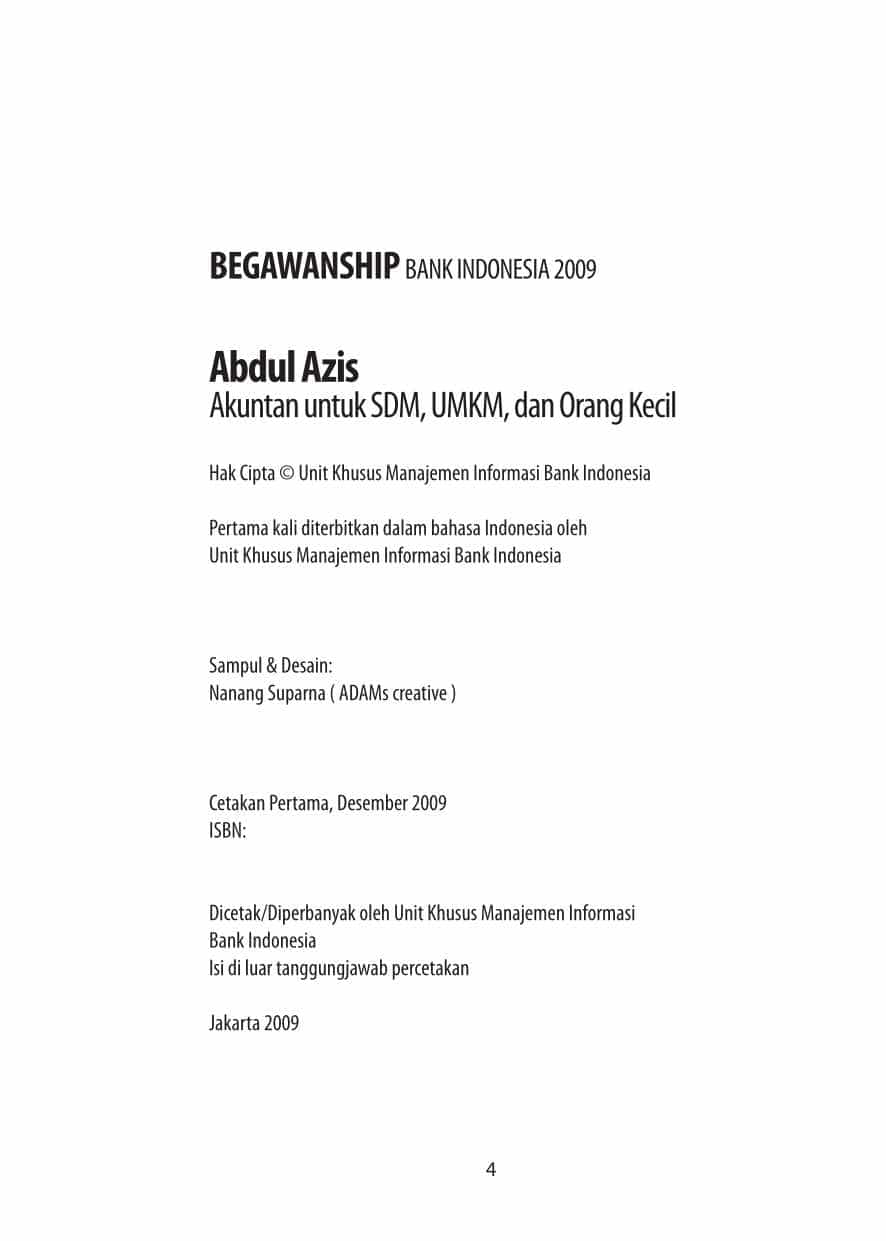 BEGAWANSHIP BANK INDONESIA 2009
Abdul Azis
Akuntan untuk SDM, UMKM, dan Orang Kecil
Hak Cipta © Unit Khusus Manajemen Informasi Bank Indonesia
Pertama kali diterbitkan dalam bahasa Indonesia oleh
Unit Khusus Manajemen Informasi Bank Indonesia
Sampul & Desain:
Nanang Suparna ( ADAMs creative )
Cetakan Pertama, Desember 2009
ISBN:
Dicetak/Diperbanyak oleh Unit Khusus Manajemen Informasi
Bank Indonesia
Isi di luar tanggungjawab percetakan
Jakarta 2009
4